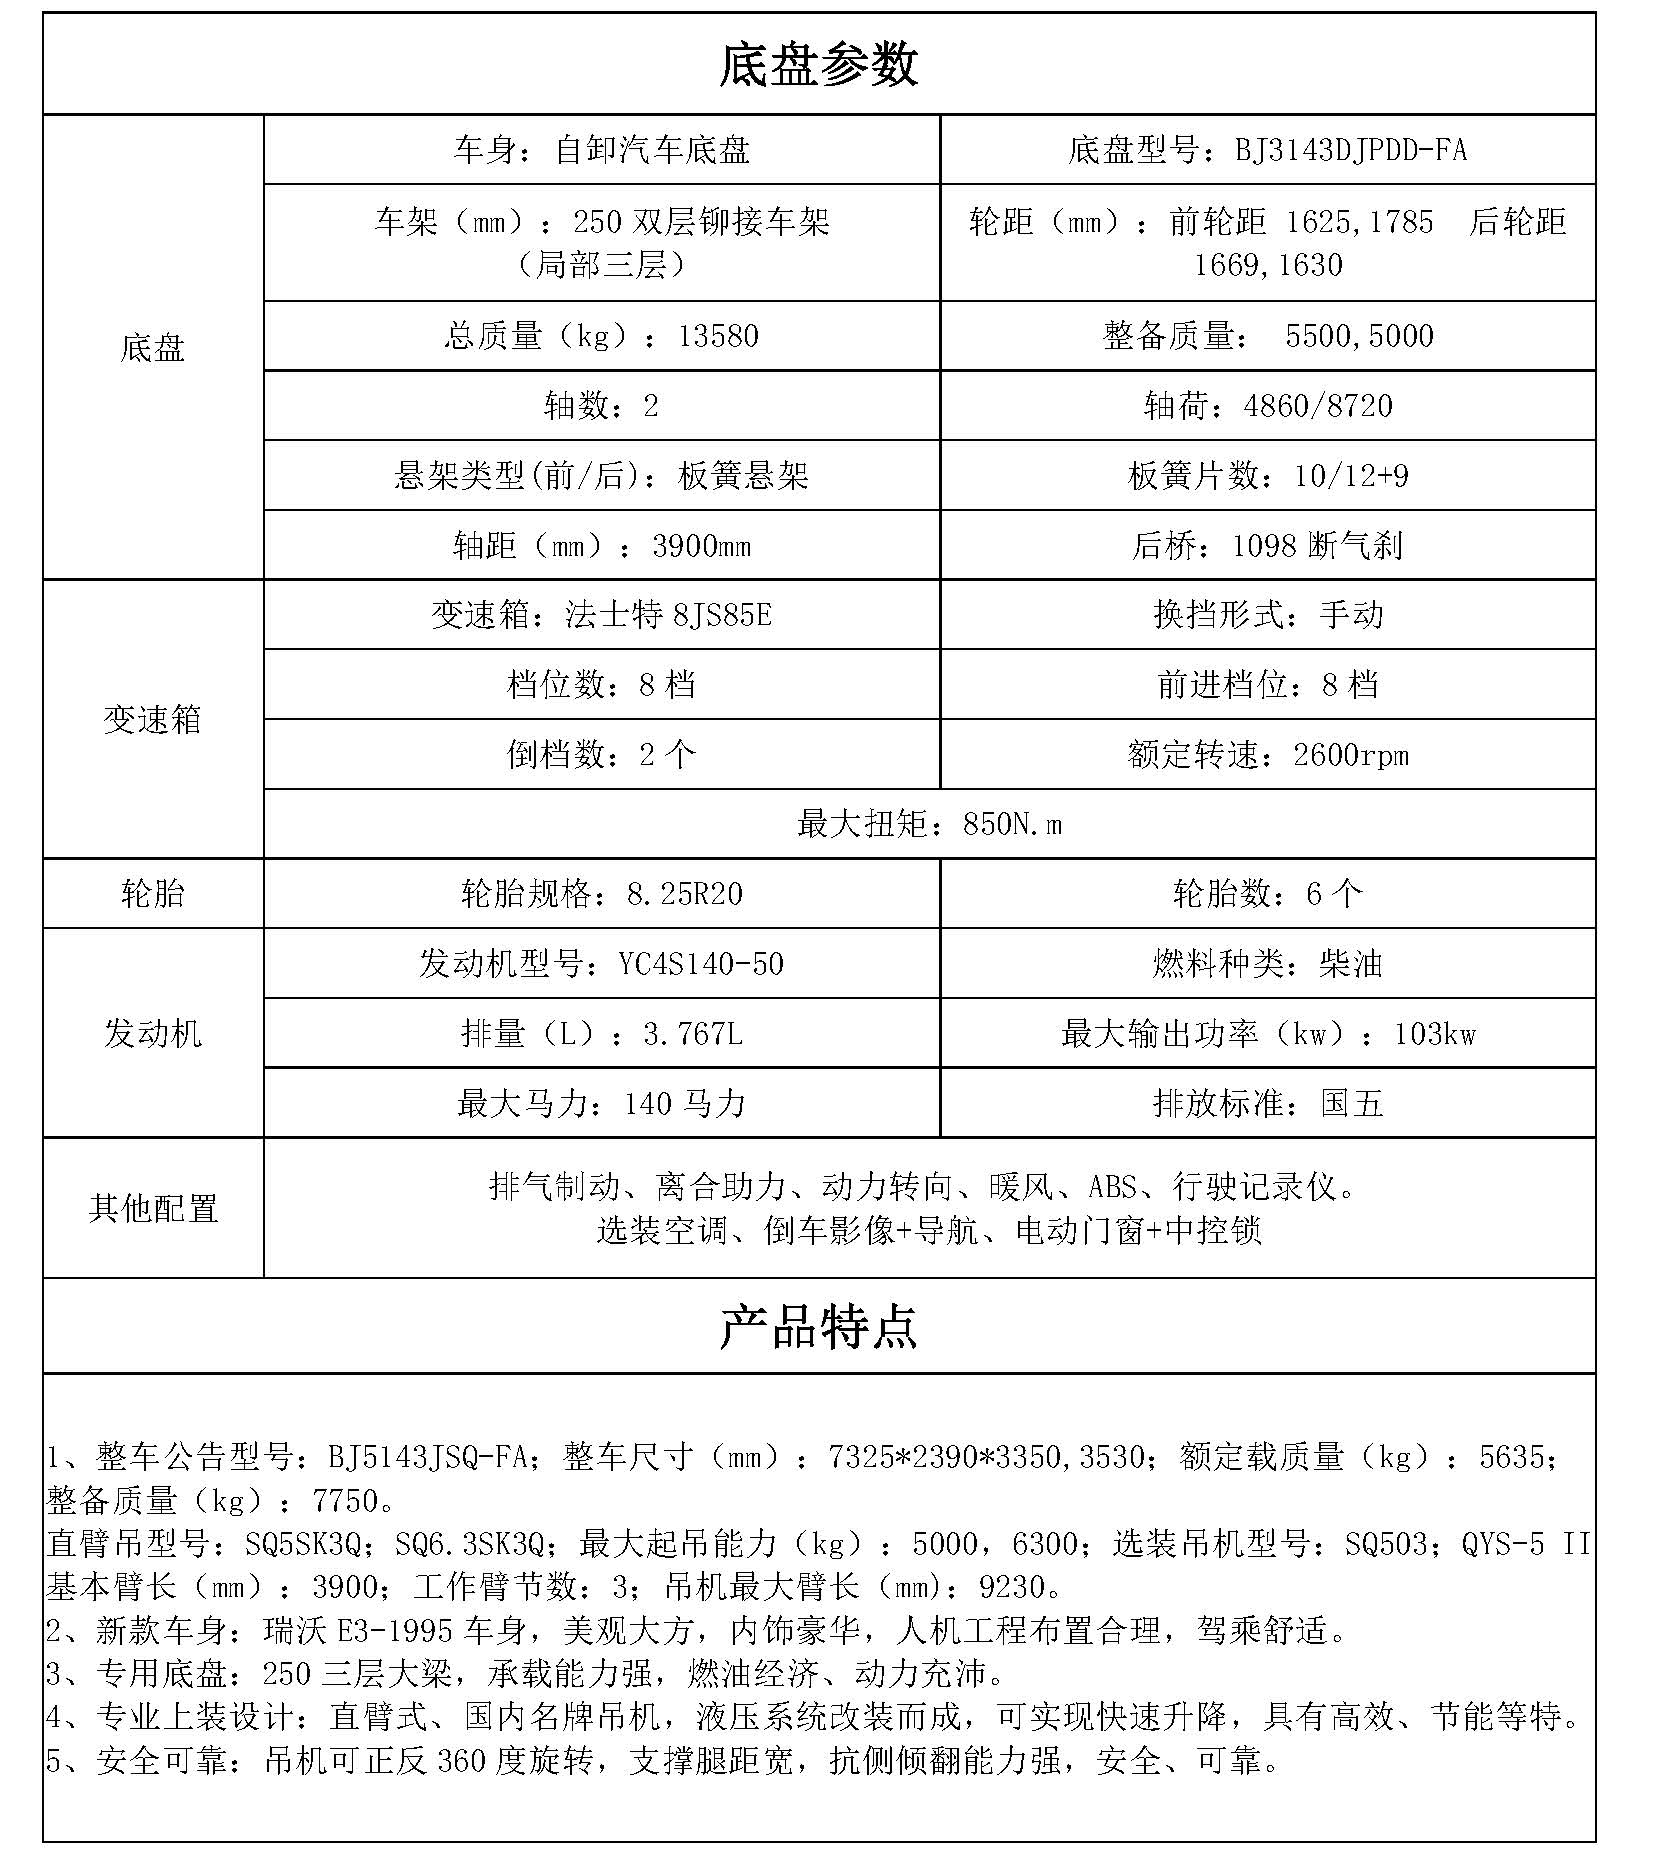 底盘参数
底盘
车身：自卸汽车底盘
底盘型号：BJ3143DJPDD-FA
车架（mm）：250 双层铆接车架
（局部三层）
轮距（mm）：前轮距 1625,1785 后轮距
1669,1630
总质量（kg）：13580
整备质量： 5500,5000
轴数：2
轴荷：4860/8720
悬架类型(前/后)：板簧悬架
板簧片数：10/12+9
轴距（mm）：3900mm
后桥：1098 断气刹
变速箱
变速箱：法士特 8JS85E
换挡形式：手动
档位数：8 档
前进档位：8 档
倒档数：2 个
额定转速：2600rpm
最大扭矩：850N.m
轮胎
轮胎规格：8.25R20
轮胎数：6 个
发动机
发动机型号：YC4S140-50
燃料种类：柴油
排量（L）：3.767L
最大输出功率（kw）：103kw
最大马力：140 马力
排放标准：国五
其他配置
排气制动、离合助力、动力转向、暖风、ABS、行驶记录仪。
选装空调、倒车影像+导航、电动门窗+中控锁
产品特点
1、整车公告型号：BJ5143JSQ-FA；整车尺寸（mm）：7325*2390*3350,3530；额定载质量（kg）：5635；
整备质量（kg）：7750。
直臂吊型号：SQ5SK3Q；SQ6.3SK3Q；最大起吊能力（kg）：5000，6300；选装吊机型号：SQ503；QYS-5 II
基本臂长（mm）：3900；工作臂节数：3；吊机最大臂长（mm)：9230。
2、新款车身：瑞沃 E3-1995 车身，美观大方，内饰豪华，人机工程布置合理，驾乘舒适。
3、专用底盘：250 三层大梁，承载能力强，燃油经济、动力充沛。
4、专业上装设计：直臂式、国内名牌吊机，液压系统改装而成，可实现快速升降，具有高效、节能等特。
5、安全可靠：吊机可正反 360 度旋转，支撑腿距宽，抗侧倾翻能力强，安全、可靠。